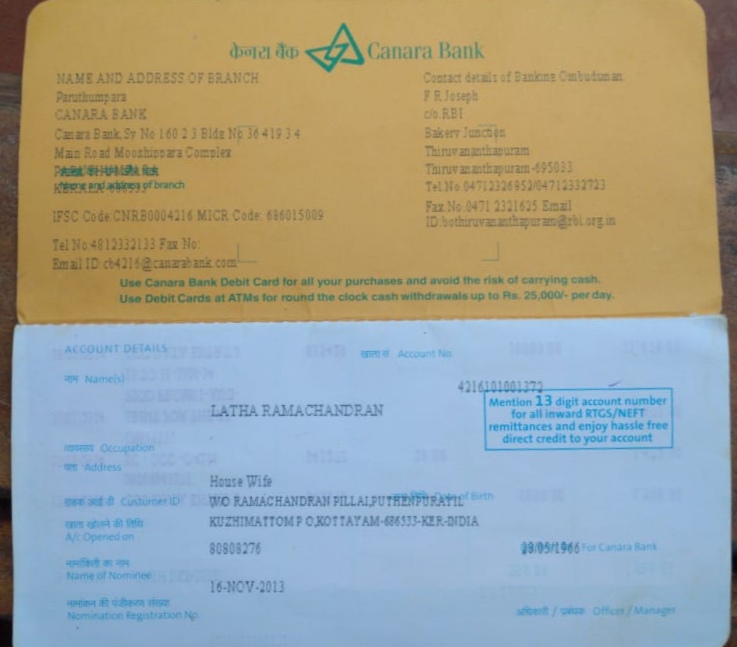 केनरा बैंक Canara Bank
NAME AND ADDRESS OF BRANCH
Paruthumpara
CANARA BANK
Canara Bank,Sy No 160 2 3 Bldg No 36 419 3 4
Main Road Moozhippara Complex
Name and address of branch
IFSC Code:CNRB0004216 MICR Code: 686015009
Tel No.4812332133 Fax No:
Email ID:cb4216@canarabank.com
Contact details of Banking Ombudsman
F R Joseph
c/o.RBI
Bakery Junction
Thiruvananthapuram
Thiruvananthapuram-695033
Tel.No.04712326852/04712332723
Fax.No.0471 2321625 Email
ID:bothiruvananthapuram@rbi.org.in
Use Canara Bank Debit Card for all your purchases and avoid the risk of carrying cash.
Use Debit Cards at ATMs for round the clock cash withdrawals up to Rs. 25,000/- per day.
ACCOUNT DETAILS
खाता सं Account No.
नाम Name(s)
4216101001372
LATHA RAMACHANDRAN
Mention 13 digit account number
for all inward RTGS/NEFT
remittances and enjoy hassle free
direct credit to your account
व्यवसाय Occupation
पता Address
House Wife
ग्राहक आई डी Customer ID
W/O RAMACHANDRAN PILLAI,PUTHENPURAYIL
Date of Birth
खाता खोलने की तिथि
A/c Opened on
KUZHIMATTOM P O,KOTTAYAM-686533-KER-INDIA
80808276
/05/1966
For Canara Bank
नामांकिती का नाम
Name of Nominee
16-NOV-2013
नामांकन की पंजीकरण संख्या
Nomination Registration No.
अधिकारी / प्रबंधक Officer / Manager